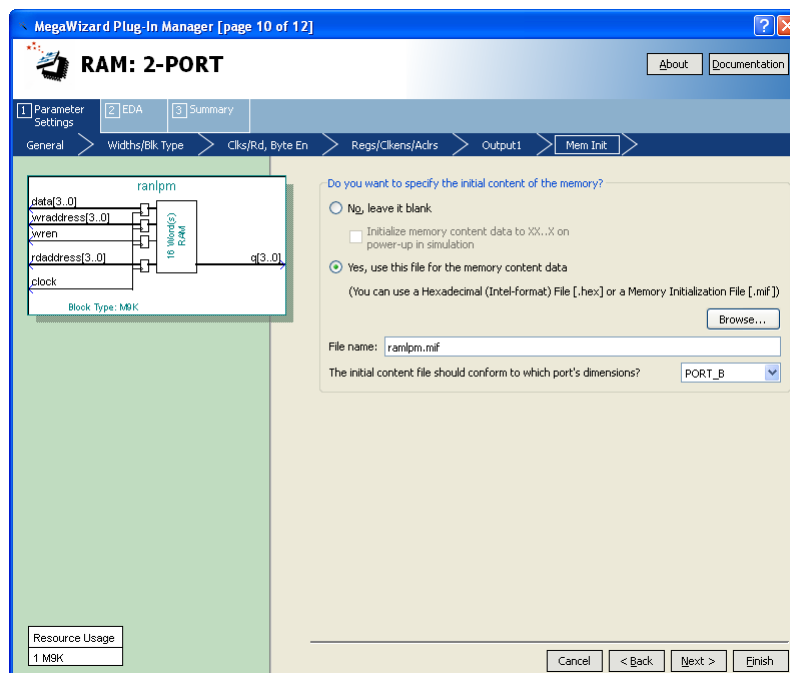 MegaWizard Plug-In Manager [page 10 of 12]
RAM: 2-PORT
About
Documentation
1 Parameter Settings
2 EDA
3 Summary
General
Widths/Blk Type
Clks/Rd, Byte En
Regs/Clkens/Aclrs
Output1
Mem Init
ranlpm
data[3..0]
wraddress[3..0]
wren
rdaddress[3..0]
clock
16 Word(s)
RAM
q[3..0]
Block Type: M9K
Do you want to specify the initial content of the memory?
No, leave it blank
Initialize memory content data to XX..X on
power-up in simulation
Yes, use this file for the memory content data
(You can use a Hexadecimal (Intel-format) File [.hex] or a Memory Initialization File [.mif])
Browse...
File name: ramlpm.mif
The initial content file should conform to which port's dimensions? PORT_B
Resource Usage
1 M9K
Cancel
< Back
Next >
Finish